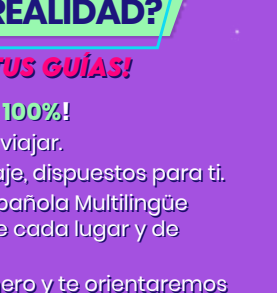 REALIDAD?
TUS GUÍAS!
100%!
viajar.
aje, dispuestos para ti.
pañola Multilingüe
e cada lugar y de
ero y te orientaremos